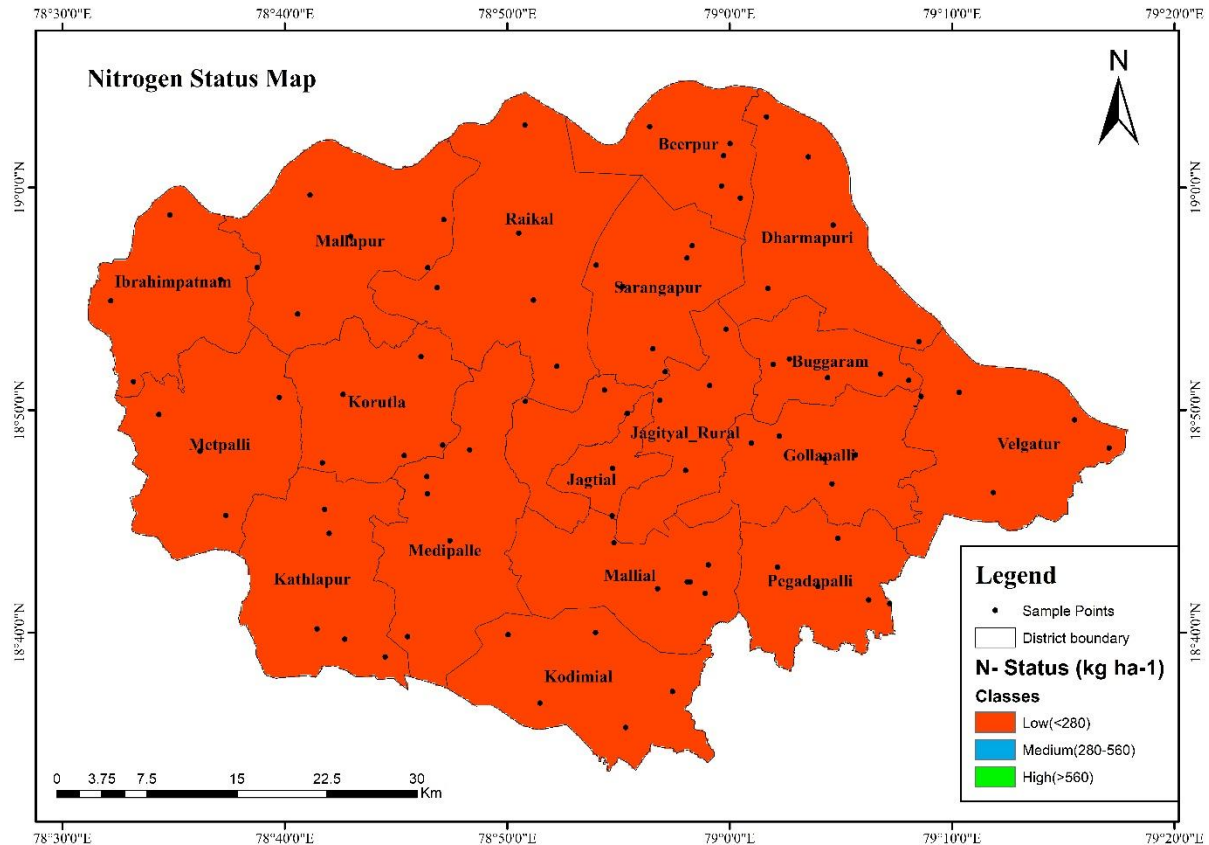 78°30'0"E 78°40'0"E 78°50'0"E 79°0'0"E 79°10'0"E 79°20'0"E
Nitrogen Status Map
N
Beerpur
19°0'0"N
19°0'0"N
Raikal
Mallapur
Dharmapuri
Ibrahimpatnam
Sarangapur
Buggaram
18°50'0"N
18°50'0"N
Korutla
Metpalli
Jagityal_Rural
Velgatur
Gollapalli
Jagtial
Medipalle
Kathlapur
Mallial
Pegadapalli
18°40'0"N
18°40'0"N
Kodimial
Legend
Sample Points
District boundary
N- Status (kg ha-1)
Classes
Low(<280)
Medium(280-560)
High(>560)
0 3.75 7.5 15 22.5 30
Km
78°30'0"E 78°40'0"E 78°50'0"E 79°0'0"E 79°10'0"E 79°20'0"E